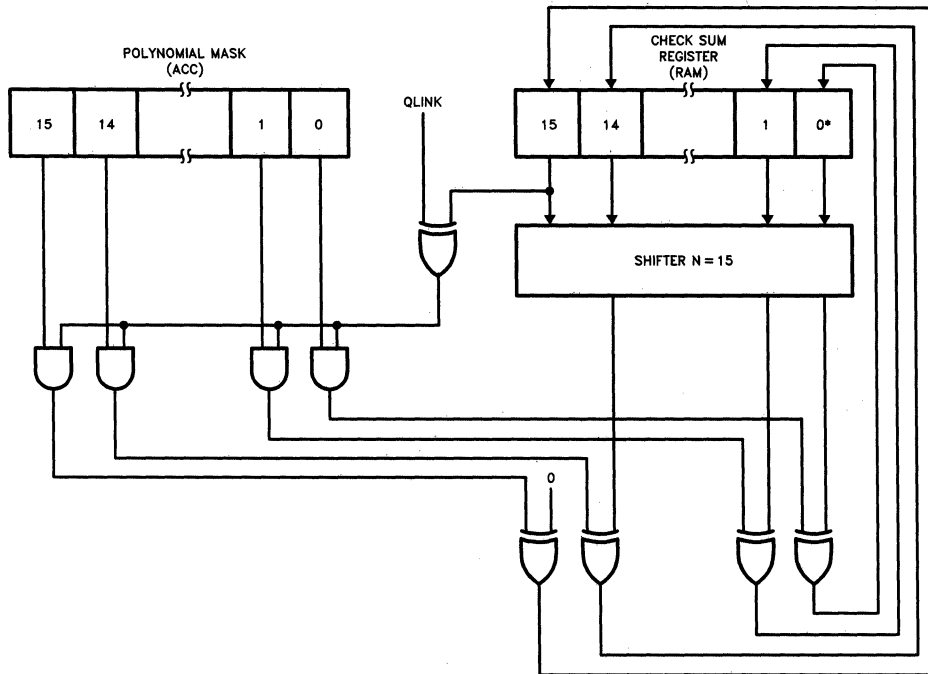 POLYNOMIAL MASK
(ACC)
CHECK SUM
REGISTER
(RAM)
QLINK
15 14 1 0
15 14 1 0*
SHIFTER N = 15
0